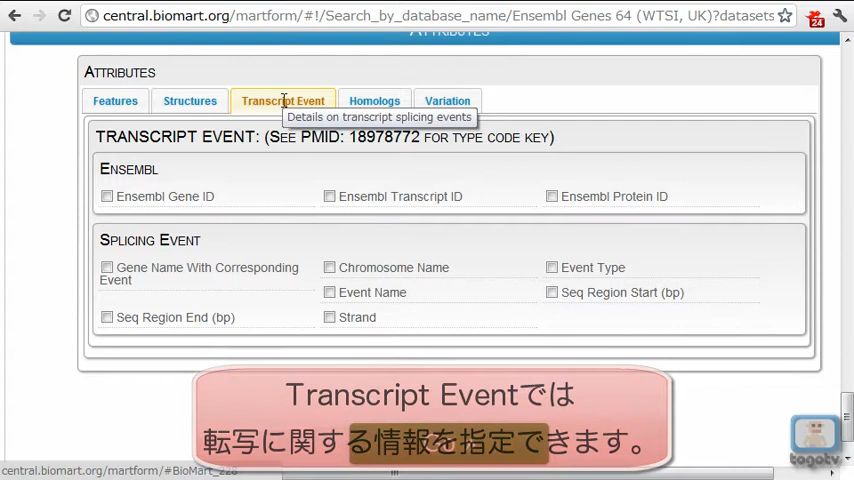 central.biomart.org/martform/#!/Search_by_database_name/Ensembl Genes 64 (WTSI, UK)?datasets
24
ATTRIBUTES
ATTRIBUTES
Features Structures Transcript Event Homologs Variation
Details on transcript splicing events
TRANSCRIPT EVENT: (SEE PMID: 18978772 FOR TYPE CODE KEY)
ENSEMBL
Ensembl Gene ID Ensembl Transcript ID Ensembl Protein ID
SPLICING EVENT
Gene Name With Corresponding Event Chromosome Name Event Type
Event Name Seq Region Start (bp)
Seq Region End (bp) Strand
Transcript Eventでは
転写に関する情報を指定できます。
togotv
central.biomart.org/martform/#BioMart_228